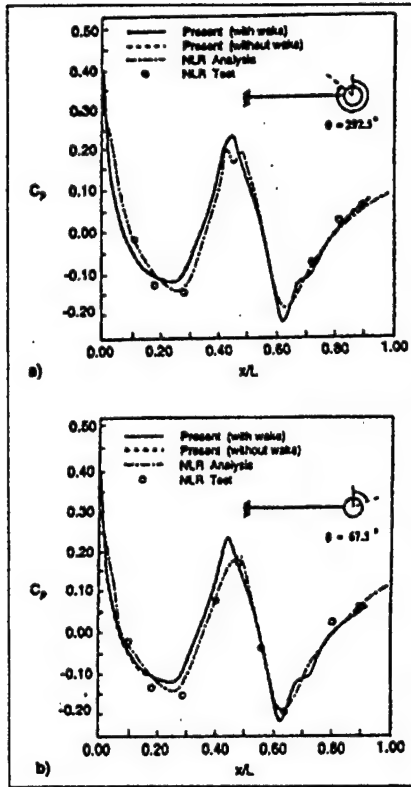 0.50
Present (with wake)
Present (without wake)
NLR Analysis
NLR Test
0.40
0.30
θ = 292.5°
0.20
CP
0.10
0.00
-0.10
-0.20
0.00 0.20 0.40 0.60 0.80 1.00
a) x/L
0.50
Present (with wake)
Present (without wake)
NLR Analysis
NLR Test
0.40
0.30
θ = 67.5°
0.20
CP
0.10
0.00
-0.10
-0.20
0.00 0.20 0.40 0.60 0.80 1.00
b) x/L